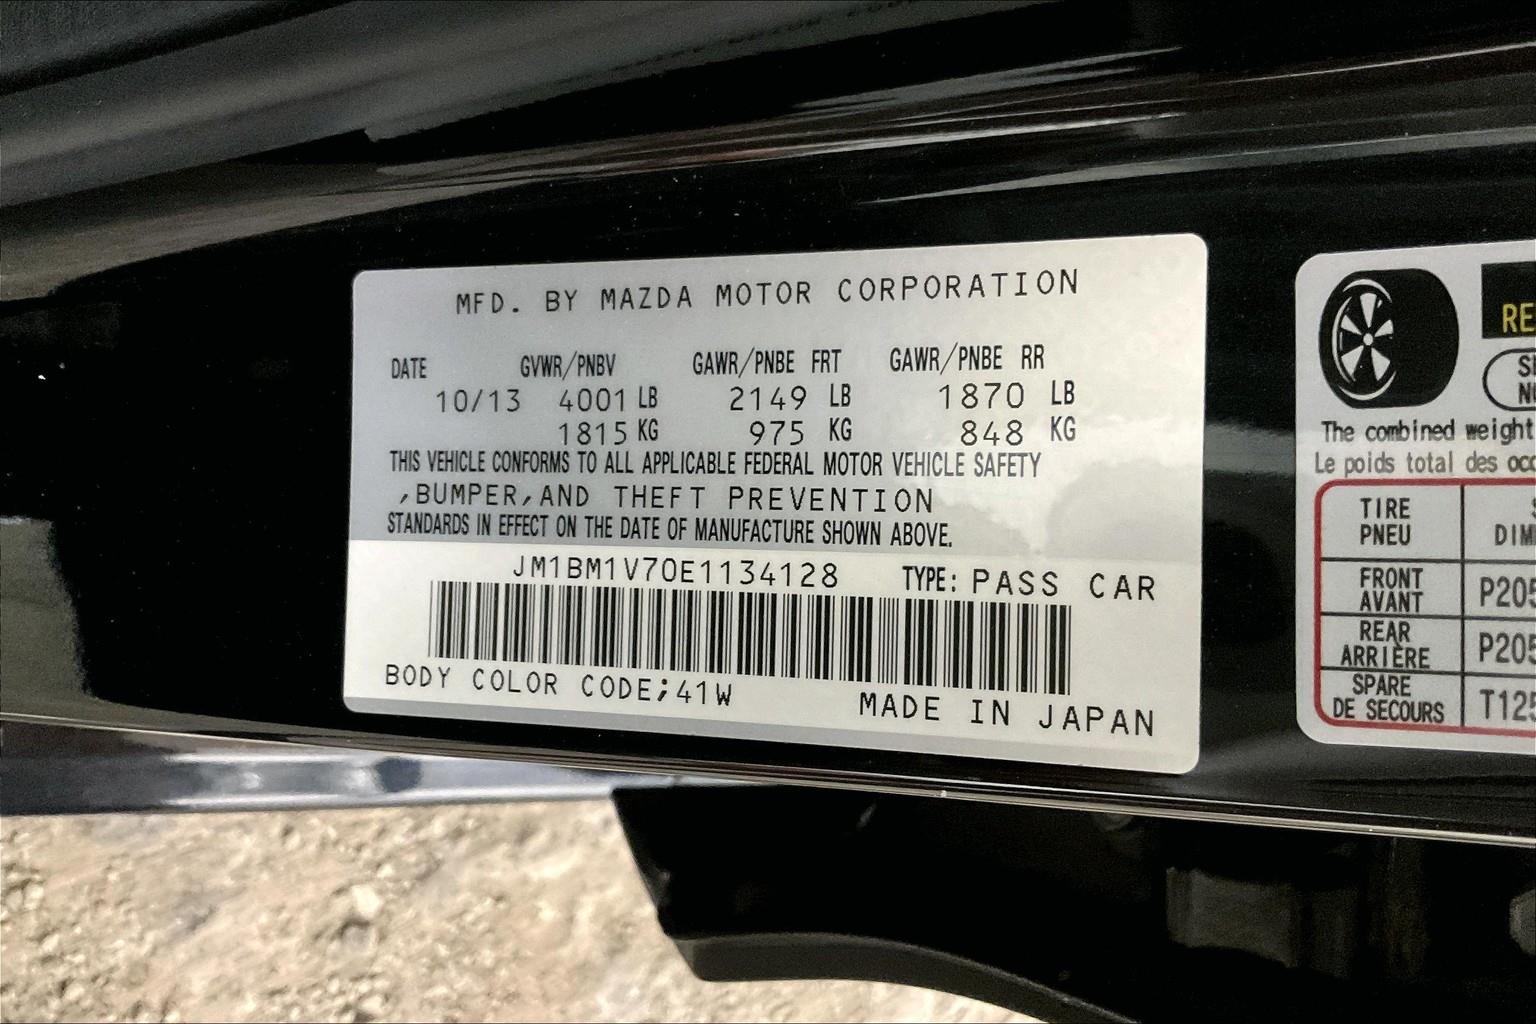 MFD. BY MAZDA MOTOR CORPORATION
DATE GVWR/PNBV GAWR/PNBE FRT GAWR/PNBE RR
10/13 4001 LB 2149 LB 1870 LB
1815 KG 975 KG 848 KG
THIS VEHICLE CONFORMS TO ALL APPLICABLE FEDERAL MOTOR VEHICLE SAFETY
,BUMPER,AND THEFT PREVENTION
STANDARDS IN EFFECT ON THE DATE OF MANUFACTURE SHOWN ABOVE.
JM1BM1V70E1134128 TYPE: PASS CAR
BODY COLOR CODE;41W MADE IN JAPAN
The combined weight
Le poids total des
TIRE
PNEU
FRONT
AVANT
P205
REAR
ARRIÈRE
P205
SPARE
DE SECOURS
T125